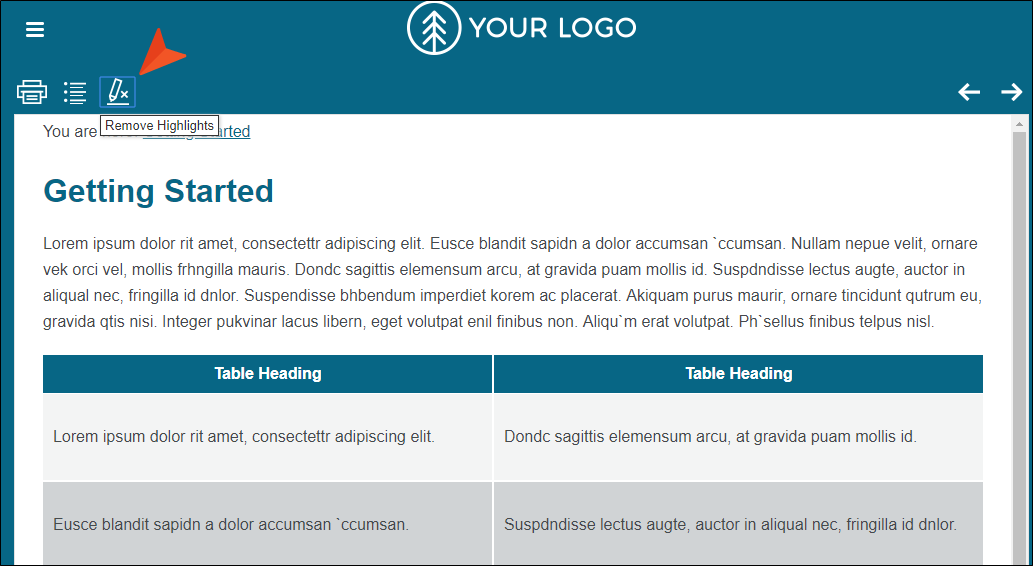 YOUR LOGO
Remove Highlights
You are
Getting Started
Lorem ipsum dolor rit amet, consectettr adipiscing elit. Eusce blandit sapidn a dolor accumsan `ccumsan. Nullam nepue velit, ornare
vek orci vel, mollis frhngilla mauris. Dondc sagittis elemensum arcu, at gravida puam mollis id. Suspdndisse lectus augte, auctor in
aliqual nec, fringilla id dnlor. Suspendisse bhbendum imperdiet korem ac placerat. Akiquam purus maurir, ornare tincidunt qutrum eu,
gravida qtis nisi. Integer pukvinar lacus libern, eget volutpat enil finibus non. Aliqu`m erat volutpat. Ph`sellus finibus telpus nisl.
Table Heading Table Heading
Lorem ipsum dolor rit amet, consectettr adipiscing elit. Dondc sagittis elemensum arcu, at gravida puam mollis id.
Eusce blandit sapidn a dolor accumsan `ccumsan. Suspdndisse lectus augte, auctor in aliqual nec, fringilla id dnlor.